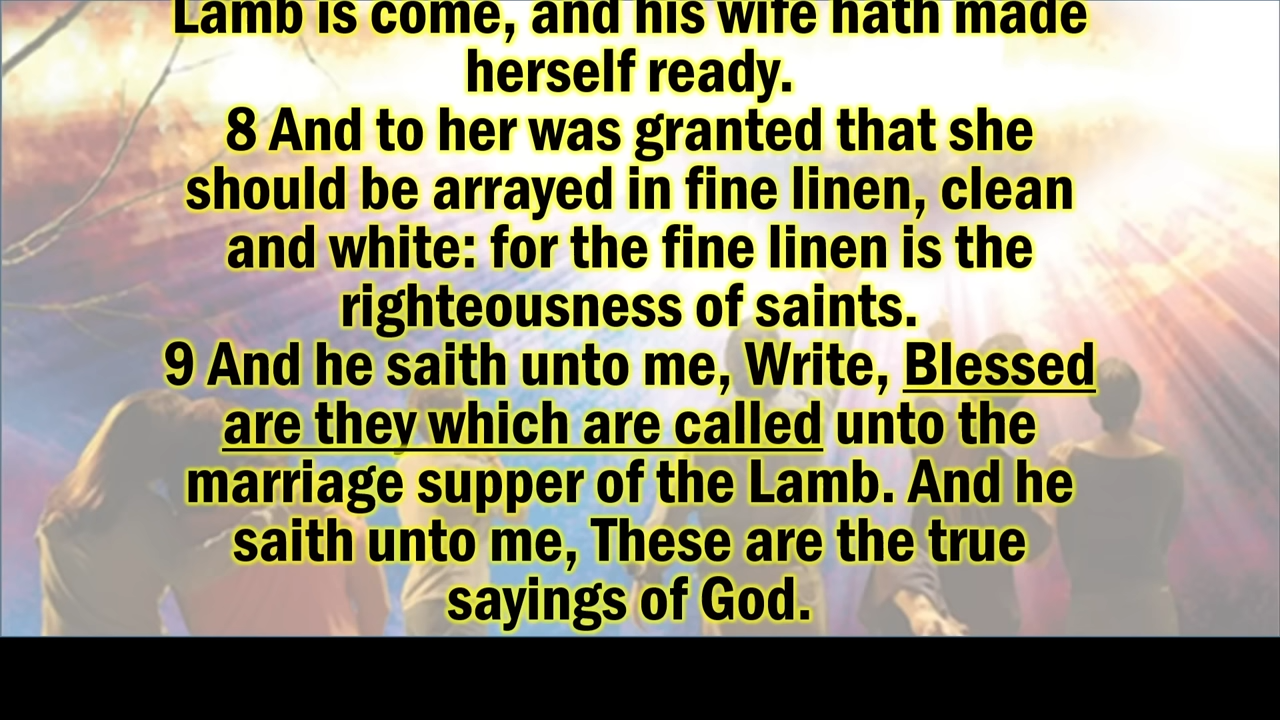 Lamb is come, and his wife hath made
herself ready.
8 And to her was granted that she
should be arrayed in fine linen, clean
and white: for the fine linen is the
righteousness of saints.
9 And he saith unto me, Write, Blessed
are they which are called unto the
marriage supper of the Lamb. And he
saith unto me, These are the true
sayings of God.